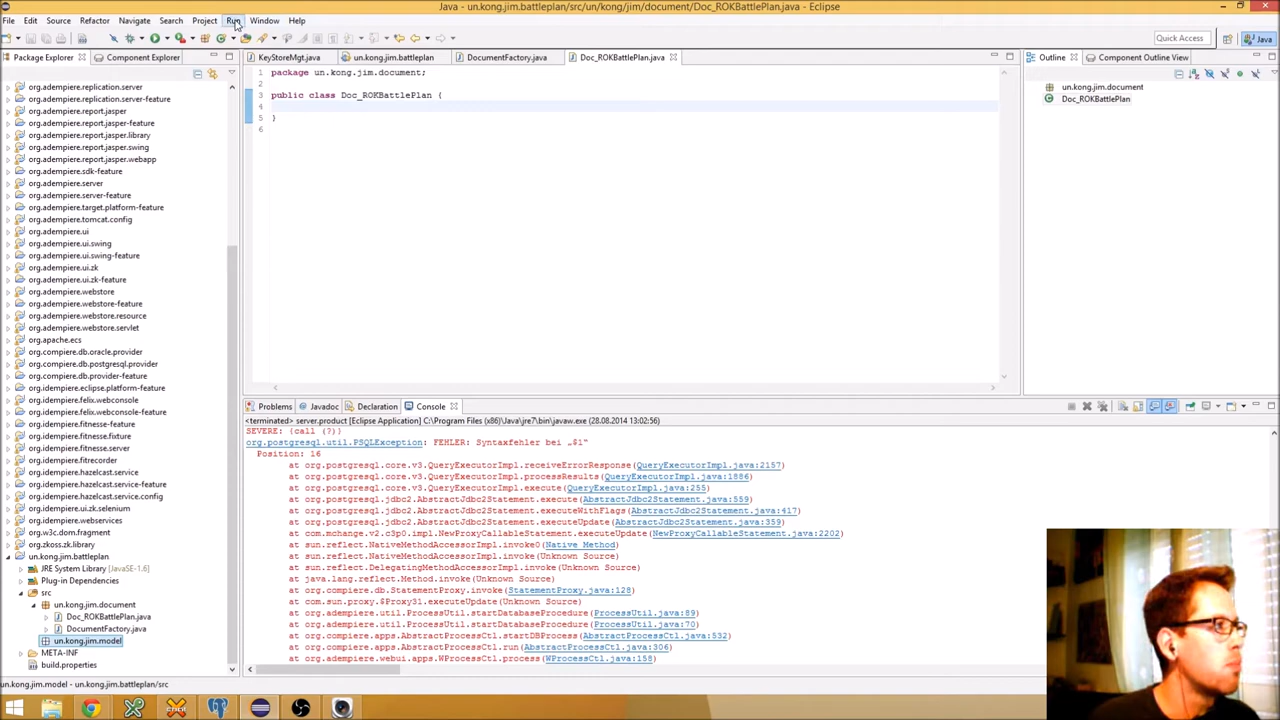 Java - un.kong.jim.battleplan/src/un/kong/jim/document/Doc_ROKBattlePlan.java - Eclipse
File Edit Source Refactor Navigate Search Project Run Window Help
Quick Access
Java
Package Explorer
Component Explorer
org.adempiere.replication.server
org.adempiere.replication.server-feature
org.adempiere.report.jasper
org.adempiere.report.jasper-feature
org.adempiere.report.jasper.library
org.adempiere.report.jasper.swing
org.adempiere.report.jasper.webapp
org.adempiere.sdk-feature
org.adempiere.server
org.adempiere.server-feature
org.adempiere.target.platform-feature
org.adempiere.tomcat.config
org.adempiere.ui
org.adempiere.ui.swing
org.adempiere.ui.swing-feature
org.adempiere.ui.zk
org.adempiere.ui.zk-feature
org.adempiere.webstore
org.adempiere.webstore-feature
org.adempiere.webstore.resource
org.adempiere.webstore.servlet
org.apache.ecs
org.compiere.db.oracle.provider
org.compiere.db.postgresql.provider
org.compiere.db.provider-feature
org.idempiere.eclipse.platform-feature
org.idempiere.felix.webconsole
org.idempiere.felix.webconsole-feature
org.idempiere.fitnesse-feature
org.idempiere.fitnesse.fixture
org.idempiere.fitnesse.server
org.idempiere.fitrecorder
org.idempiere.hazelcast.service
org.idempiere.hazelcast.service-feature
org.idempiere.hazelcast.service.config
org.idempiere.ui.zk.selenium
org.idempiere.webservices
org.w3c.dom.fragment
org.zkoss.zk.library
un.kong.jim.battleplan
JRE System Library [JavaSE-1.6]
Plug-in Dependencies
src
un.kong.jim.document
Doc_ROKBattlePlan.java
DocumentFactory.java
un.kong.jim.model
META-INF
build.properties
KeyStoreMgt.java
un.kong.jim.battleplan
DocumentFactory.java
Doc_ROKBattlePlan.java
1 package un.kong.jim.document;
2
3 public class Doc_ROKBattlePlan {
4
5 }
6
Problems
Javadoc
Declaration
Console
<terminated> server.product [Eclipse Application] C:\Program Files (x86)\Java\jre7\bin\javaw.exe (28.08.2014 13:02:56)
SEVERE: {call (?)}
org.postgresql.util.PSQLException: FEHLER: Syntaxfehler bei „$1“
Position: 16
at org.postgresql.core.v3.QueryExecutorImpl.receiveErrorResponse(QueryExecutorImpl.java:2157)
at org.postgresql.core.v3.QueryExecutorImpl.processResults(QueryExecutorImpl.java:1886)
at org.postgresql.core.v3.QueryExecutorImpl.execute(QueryExecutorImpl.java:255)
at org.postgresql.jdbc2.AbstractJdbc2Statement.execute(AbstractJdbc2Statement.java:559)
at org.postgresql.jdbc2.AbstractJdbc2Statement.executeWithFlags(AbstractJdbc2Statement.java:417)
at org.postgresql.jdbc2.AbstractJdbc2Statement.executeUpdate(AbstractJdbc2Statement.java:359)
at com.mchange.v2.c3p0.impl.NewProxyCallableStatement.executeUpdate(NewProxyCallableStatement.java:2202)
at sun.reflect.NativeMethodAccessorImpl.invoke0(Native Method)
at sun.reflect.NativeMethodAccessorImpl.invoke(Unknown Source)
at sun.reflect.DelegatingMethodAccessorImpl.invoke(Unknown Source)
at java.lang.reflect.Method.invoke(Unknown Source)
at org.compiere.db.StatementProxy.invoke(StatementProxy.java:128)
at com.sun.proxy.$Proxy31.executeUpdate(Unknown Source)
at org.adempiere.util.ProcessUtil.startDatabaseProcedure(ProcessUtil.java:89)
at org.adempiere.util.ProcessUtil.startDatabaseProcedure(ProcessUtil.java:70)
at org.compiere.apps.AbstractProcessCtl.startDBProcess(AbstractProcessCtl.java:532)
at org.compiere.apps.AbstractProcessCtl.run(AbstractProcessCtl.java:306)
at org.adempiere.webui.apps.WProcessCtl.process(WProcessCtl.java:158)
Outline
Component Outline View
un.kong.jim.document
Doc_ROKBattlePlan
un.kong.jim.model - un.kong.jim.battleplan/src